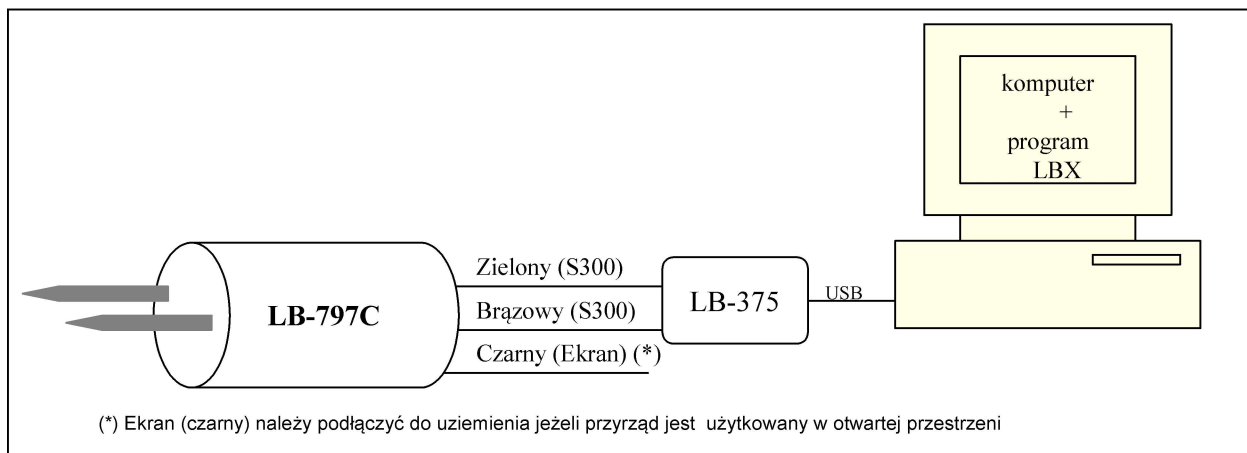 komputer
+
program
LBX
Zielony (S300)
LB-797C
Brązowy (S300)
LB-375
USB
Czarny (Ekran) (*)
(*) Ekran (czarny) należy podłączyć do uziemienia jeżeli przyrząd jest użytkowany w otwartej przestrzeni